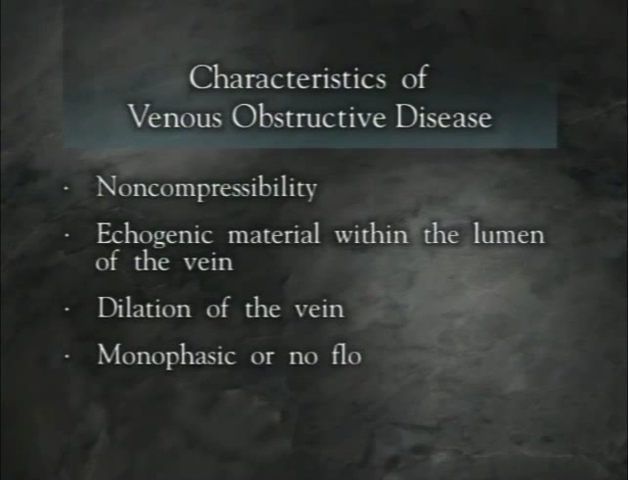 Characteristics of
Venous Obstructive Disease
· Noncompressibility
· Echogenic material within the lumen
of the vein
· Dilation of the vein
· Monophasic or no flo